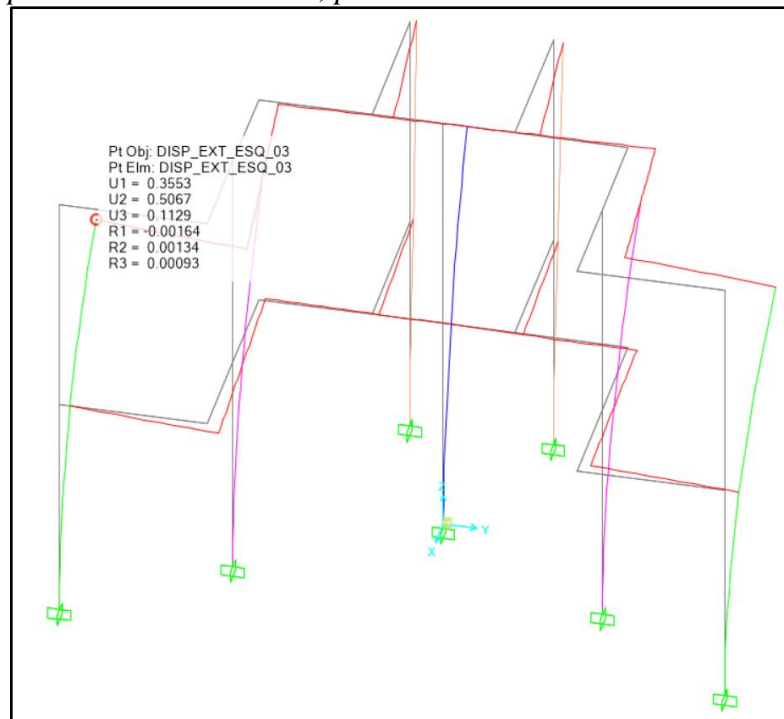 Pt Obj: DISP_EXT_ESQ_03
Pt Elm: DISP_EXT_ESQ_03
U1 = 0.3553
U2 = 0.5067
U3 = 0.1129
R1 = -0.00164
R2 = 0.00134
R3 = 0.00093
Z
Y
X